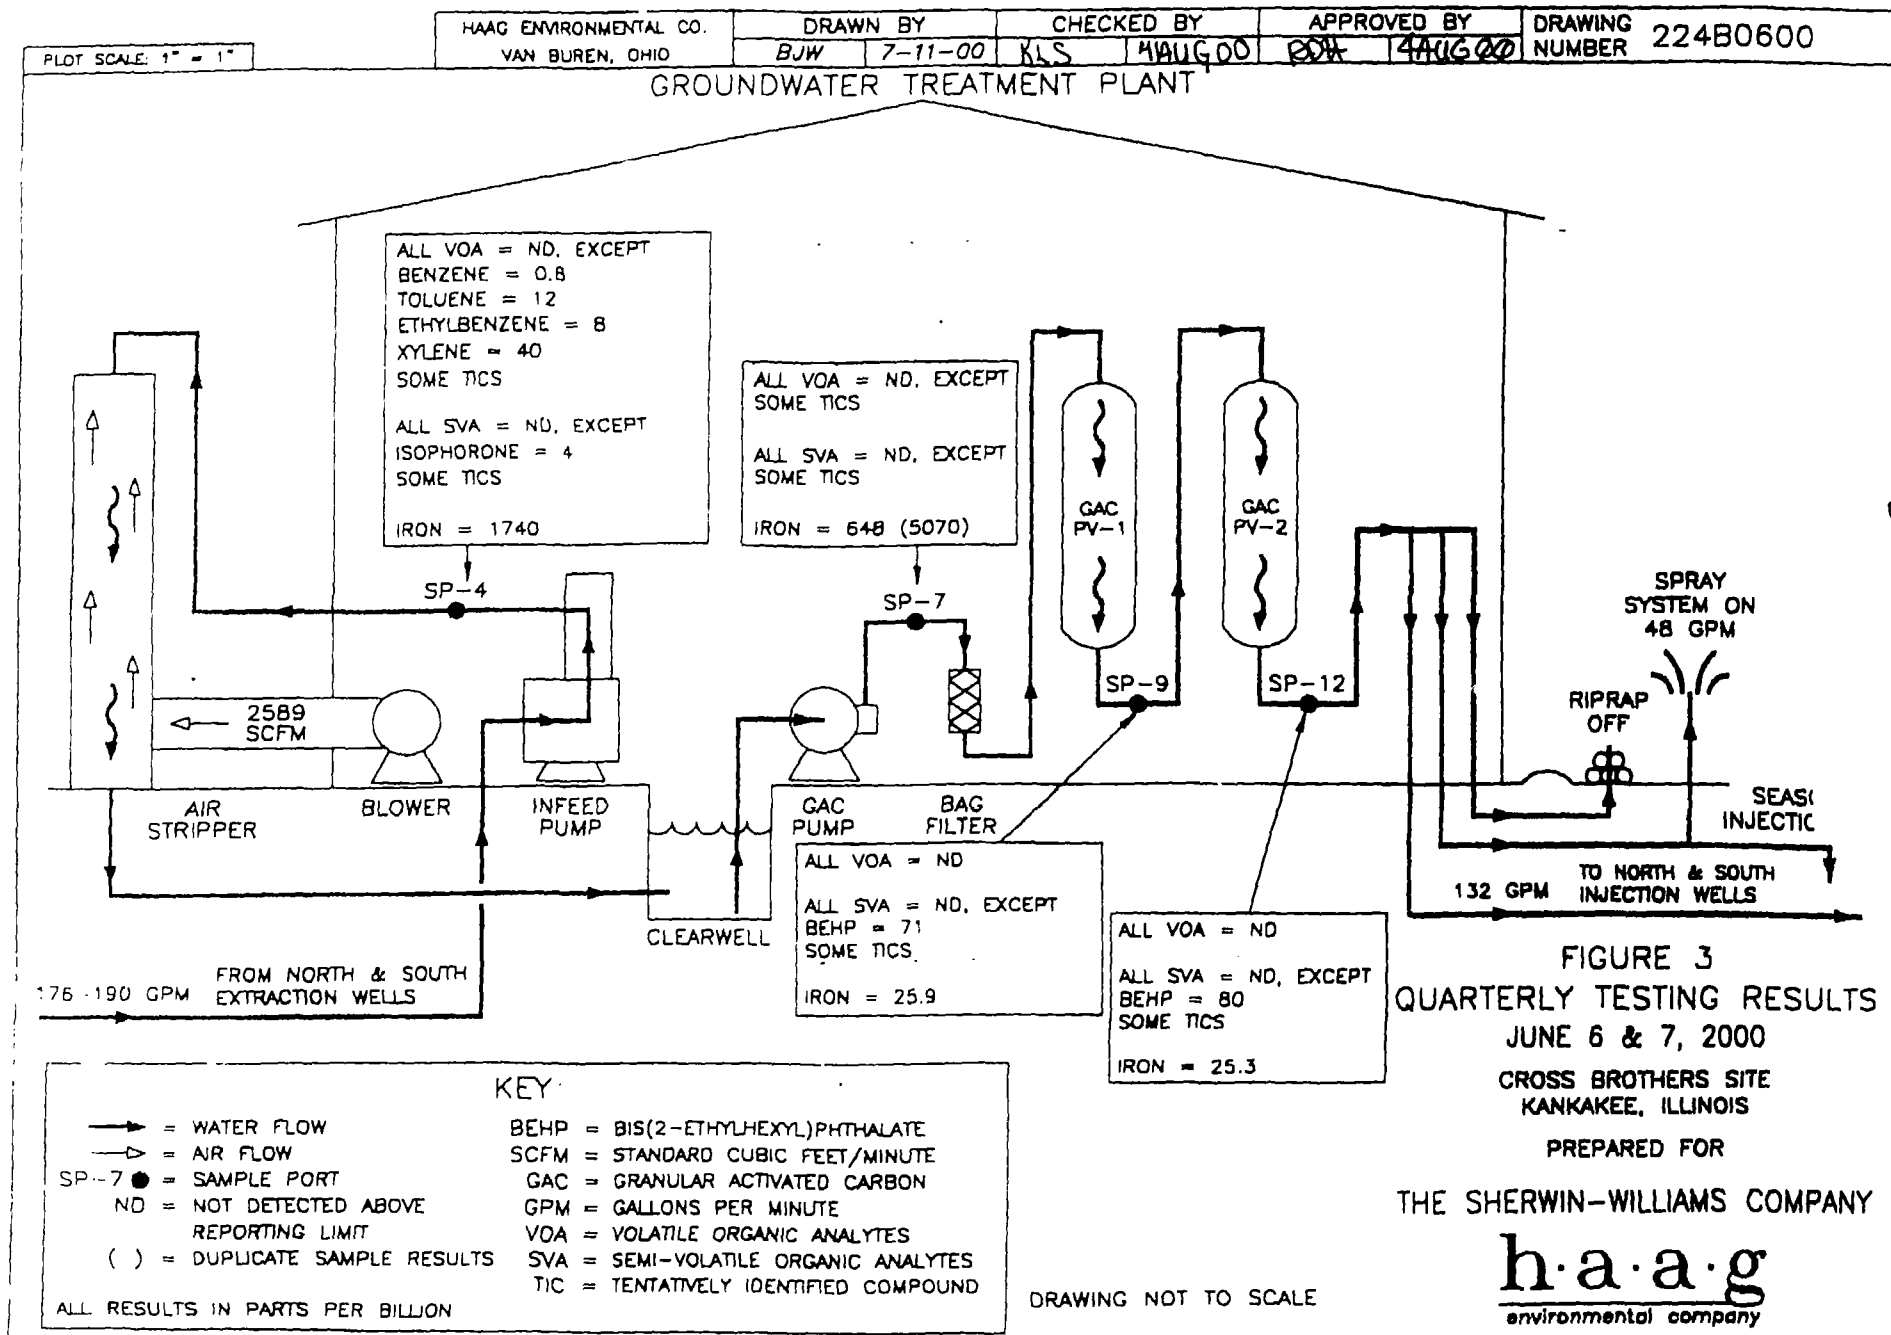 PLOT SCALE: 1" = 1"
HAAG ENVIRONMENTAL CO.
VAN BUREN, OHIO
DRAWN BY
BJW 7-11-00
CHECKED BY
KLS 4AUG00
APPROVED BY
4AUG00
DRAWING
NUMBER
224B0600
GROUNDWATER TREATMENT PLANT
ALL VOA = ND, EXCEPT
BENZENE = 0.8
TOLUENE = 12
ETHYLBENZENE = 8
XYLENE = 40
SOME TICS
ALL SVA = ND, EXCEPT
ISOPHORONE = 4
SOME TICS
IRON = 1740
SP-4
ALL VOA = ND, EXCEPT
SOME TICS
ALL SVA = ND, EXCEPT
SOME TICS
IRON = 648 (5070)
SP-7
GAC
PV-1
GAC
PV-2
SP-9
SP-12
SPRAY
SYSTEM ON
48 GPM
RIPRAP
OFF
2589
SCFM
AIR
STRIPPER
BLOWER
INFEED
PUMP
GAC
PUMP
BAG
FILTER
CLEARWELL
SEAS
INJECTIC
132 GPM
TO NORTH & SOUTH
INJECTION WELLS
176-190 GPM
FROM NORTH & SOUTH
EXTRACTION WELLS
ALL VOA = ND
ALL SVA = ND, EXCEPT
BEHP = 71
SOME TICS
IRON = 25.9
ALL VOA = ND
ALL SVA = ND, EXCEPT
BEHP = 80
SOME TICS
IRON = 25.3
FIGURE 3
QUARTERLY TESTING RESULTS
JUNE 6 & 7, 2000
CROSS BROTHERS SITE
KANKAKEE, ILLINOIS
PREPARED FOR
THE SHERWIN-WILLIAMS COMPANY
h·a·a·g
environmental company
KEY
= WATER FLOW
= AIR FLOW
SP-7 = SAMPLE PORT
ND = NOT DETECTED ABOVE
REPORTING LIMIT
( ) = DUPLICATE SAMPLE RESULTS
ALL RESULTS IN PARTS PER BILLION
BEHP = BIS(2-ETHYLHEXYL)PHTHALATE
SCFM = STANDARD CUBIC FEET/MINUTE
GAC = GRANULAR ACTIVATED CARBON
GPM = GALLONS PER MINUTE
VOA = VOLATILE ORGANIC ANALYTES
SVA = SEMI-VOLATILE ORGANIC ANALYTES
TIC = TENTATIVELY IDENTIFIED COMPOUND
DRAWING NOT TO SCALE